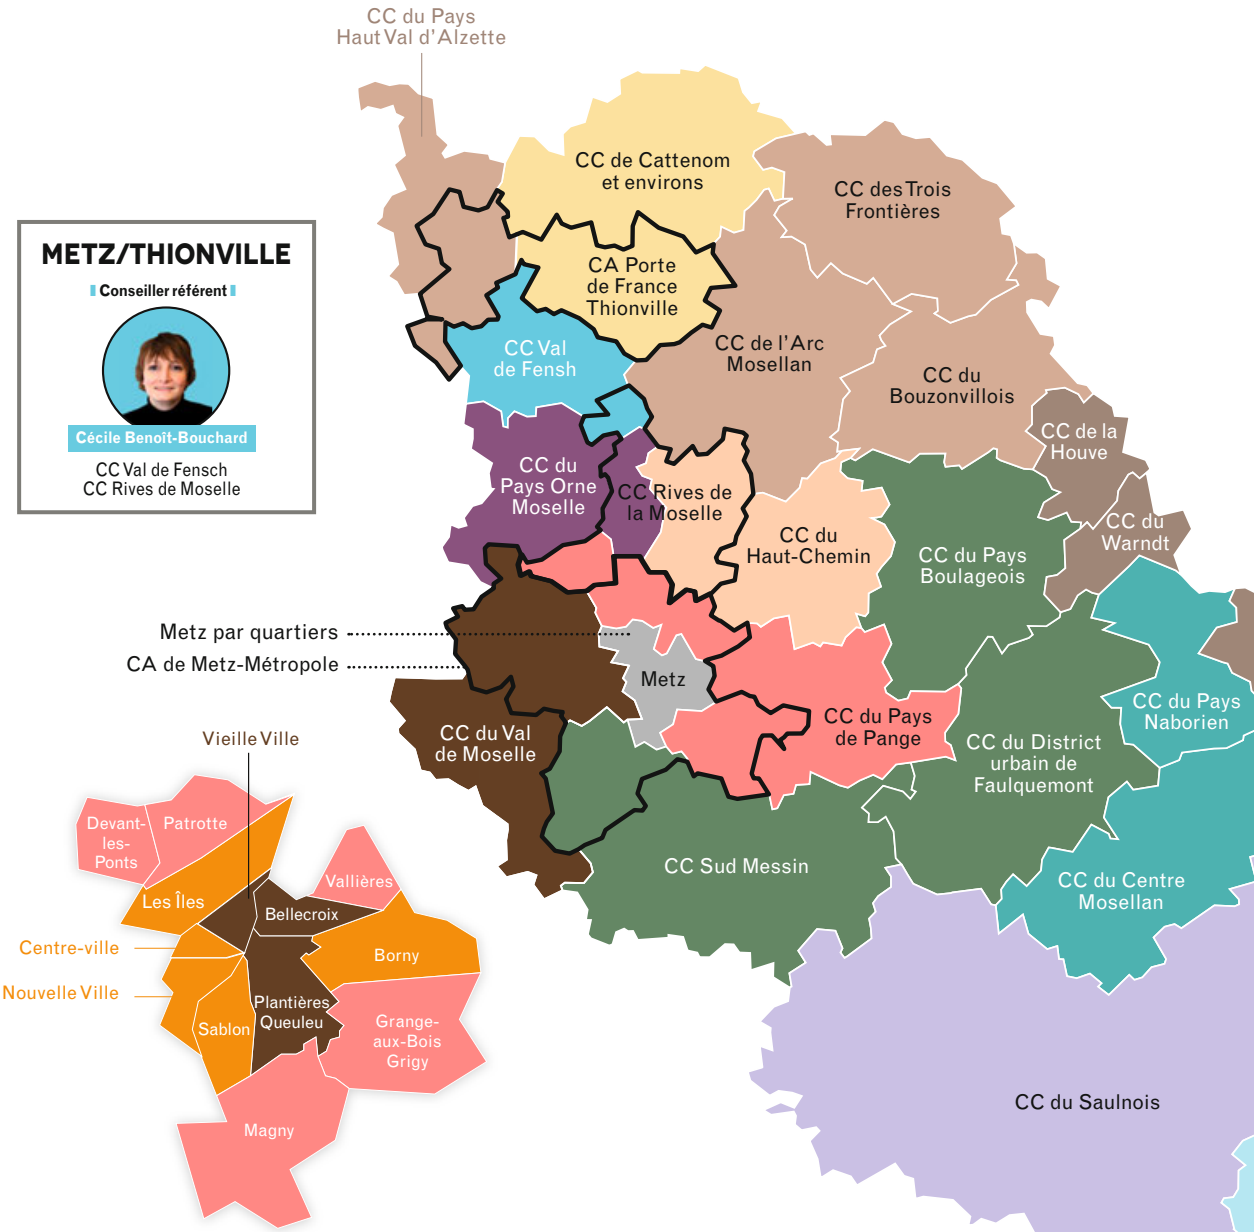 CC du Pays
Haut Val d'Alzette
CC de Cattenom
et environs
CC des Trois
Frontières
METZ/THIONVILLE
Conseiller référent
Cécile Benoît-Bouchard
CC Val de Fensch
CC Rives de Moselle
CA Porte
de France
Thionville
CC Val
de Fensh
CC de l'Arc
Mosellan
CC du
Bouzonvillois
CC de la
Houve
CC du
Pays Orne
Moselle
CC Rives de
la Moselle
CC du
Haut-Chemin
CC du Pays
Boulageois
CC du
Warndt
Metz par quartiers
CA de Metz-Métropole
Metz
CC du Val
de Moselle
CC du Pays
de Pange
CC du District
urbain de
Faulquemont
CC du Pays
Naborien
CC Sud Messin
CC du Centre
Mosellan
CC du Saulnois
Vieille Ville
Devant-
les-
Ponts
Patrotte
Vallières
Les Îles
Bellecroix
Centre-ville
Borny
Nouvelle Ville
Sablon
Plantières
Queuleu
Grange-
aux-Bois
Grigy
Magny